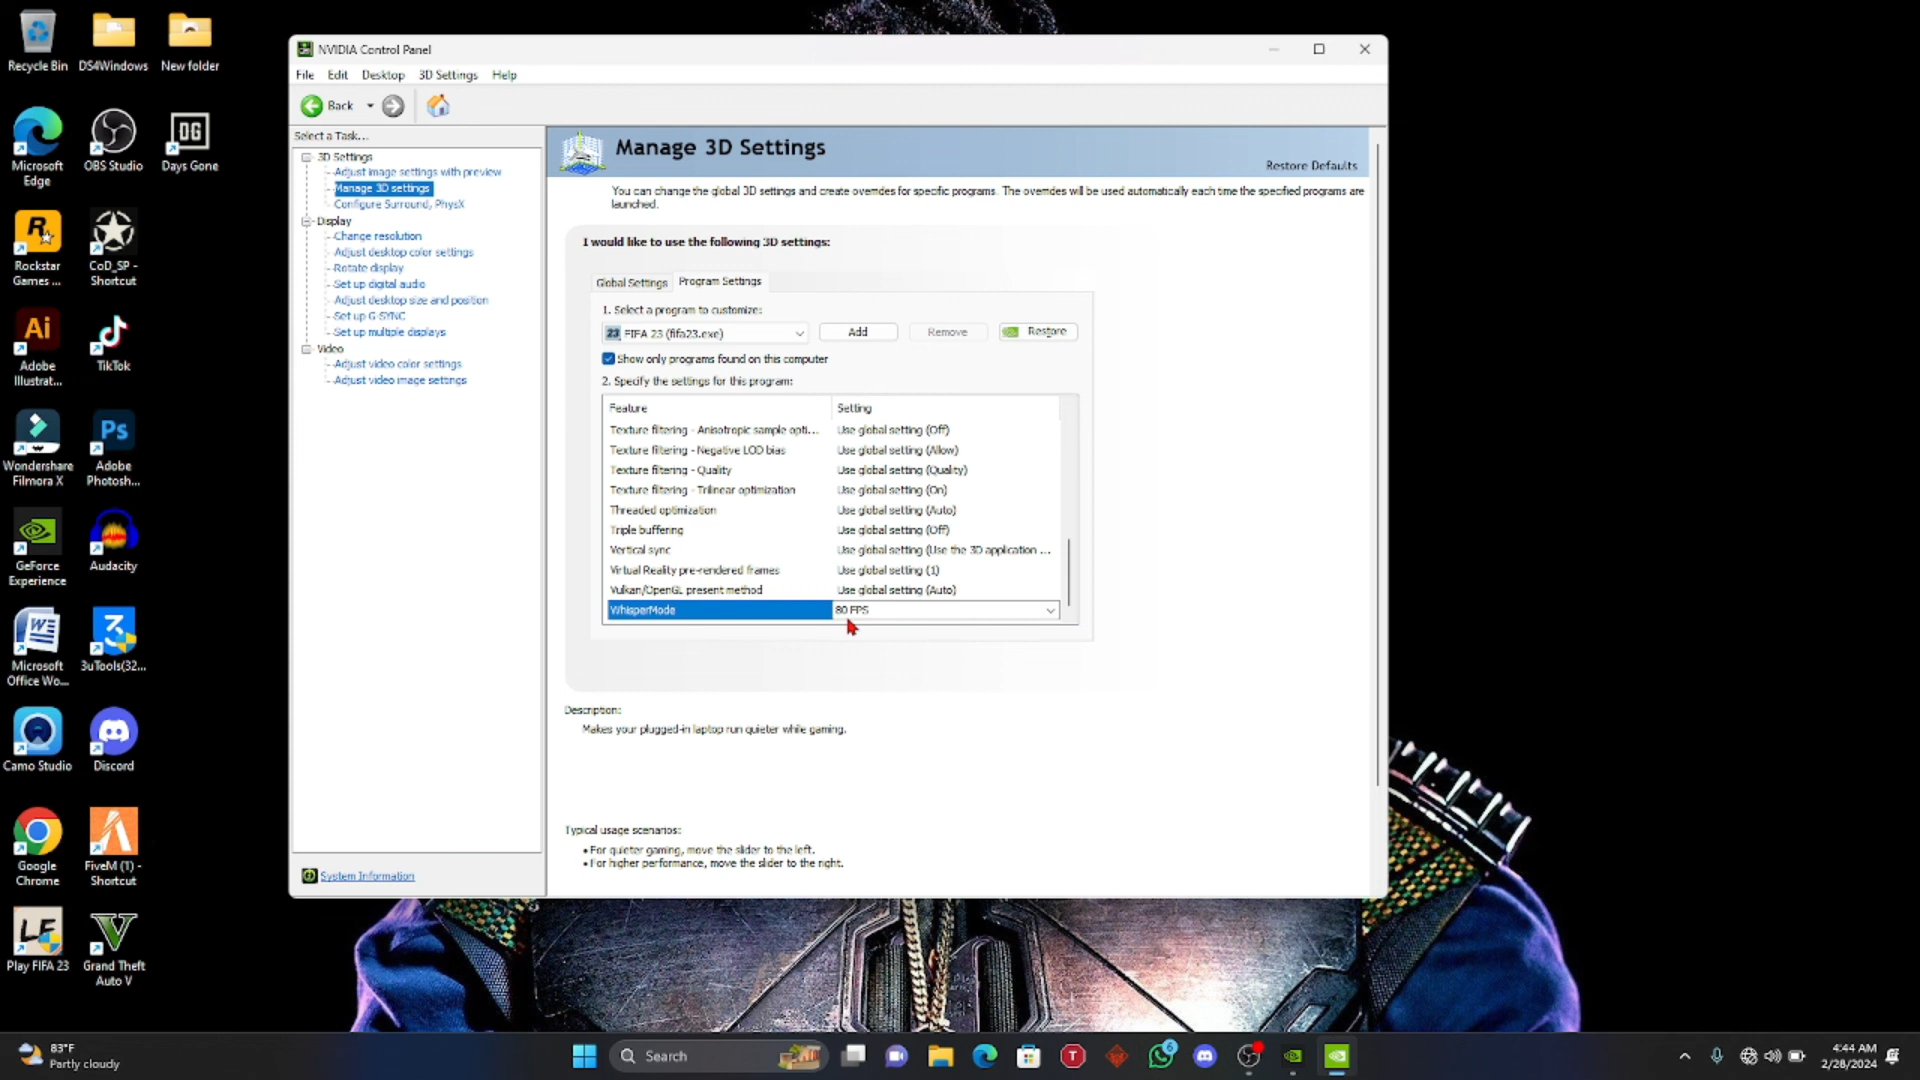 Recycle Bin
DS4Windows
New folder
Microsoft
Edge
OBS Studio
Days Gone
Rockstar
Games ...
CoD_SP -
Shortcut
Adobe
Illustrat...
TikTok
Wondershare
Filmora X
Adobe
Photosh...
GeForce
Experience
Audacity
Microsoft
Office Wo...
3uTools(32...
Camo Studio
Discord
Google
Chrome
FiveM (1) -
Shortcut
Play FIFA 23
Grand Theft
Auto V
NVIDIA Control Panel
File Edit Desktop 3D Settings Help
Back
Select a Task...
3D Settings
Adjust image settings with preview
Manage 3D settings
Configure Surround, PhysX
Display
Change resolution
Adjust desktop color settings
Rotate display
Set up digital audio
Adjust desktop size and position
Set up G-SYNC
Set up multiple displays
Video
Adjust video color settings
Adjust video image settings
System Information
Manage 3D Settings
Restore Defaults
You can change the global 3D settings and create overrides for specific programs. The overrides will be used automatically each time the specified programs are
launched.
I would like to use the following 3D settings:
Global Settings Program Settings
1. Select a program to customize:
23 FIFA 23 (fifa23.exe) Add Remove Restore
Show only programs found on this computer
2. Specify the settings for this program:
Feature Setting
Texture filtering - Anisotropic sample opti... Use global setting (Off)
Texture filtering - Negative LOD bias Use global setting (Allow)
Texture filtering - Quality Use global setting (Quality)
Texture filtering - Trilinear optimization Use global setting (On)
Threaded optimization Use global setting (Auto)
Triple buffering Use global setting (Off)
Vertical sync Use global setting (Use the 3D application ...
Virtual Reality pre-rendered frames Use global setting (1)
Vulkan/OpenGL present method Use global setting (Auto)
WhisperMode 80 FPS
Description:
Makes your plugged-in laptop run quieter while gaming.
Typical usage scenarios:
• For quieter gaming, move the slider to the left.
• For higher performance, move the slider to the right.
83°F
Partly cloudy
Search
6
4:44 AM
2/28/2024